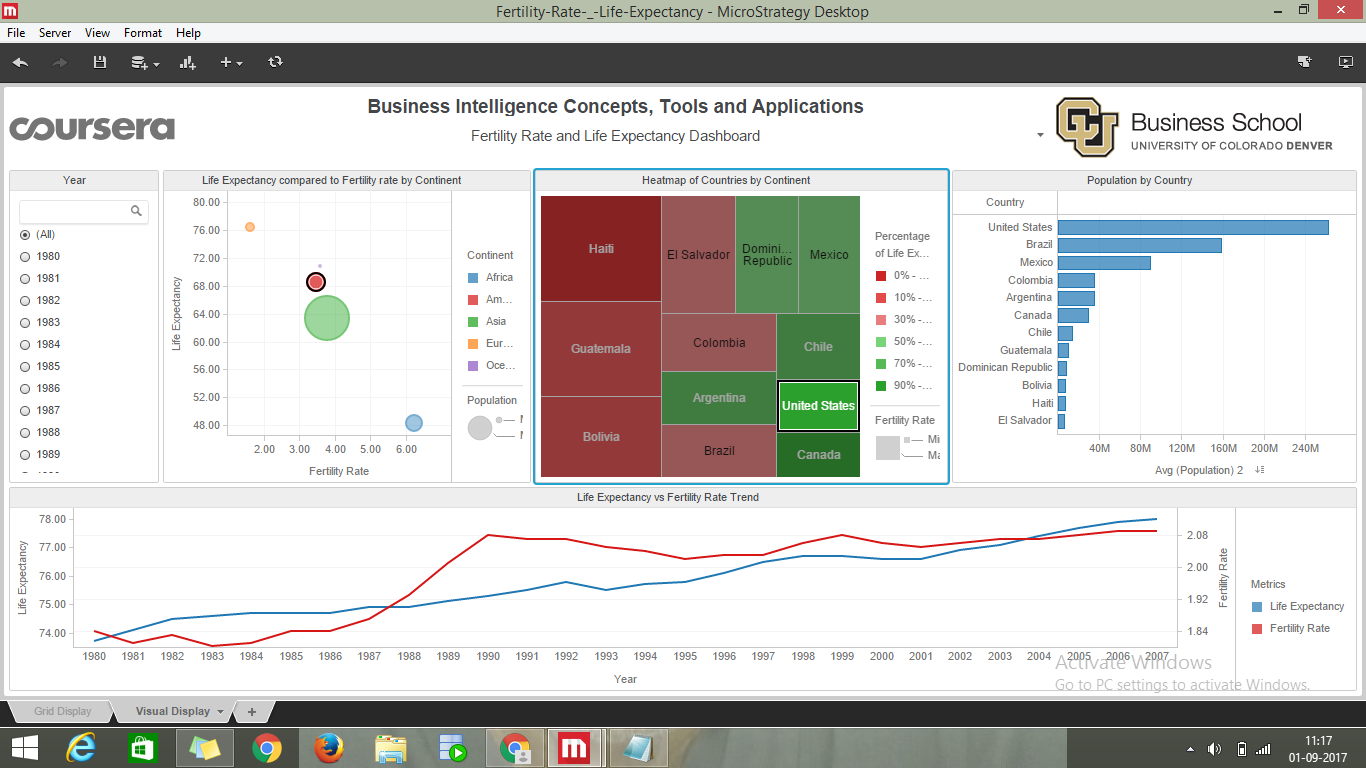 Fertility-Rate-_-Life-Expectancy - MicroStrategy Desktop
File Server View Format Help
coursera
Business Intelligence Concepts, Tools and Applications
Fertility Rate and Life Expectancy Dashboard
CU
Business School
UNIVERSITY OF COLORADO DENVER
Year
(All)
1980
1981
1982
1983
1984
1985
1986
1987
1988
1989
Life Expectancy compared to Fertility rate by Continent
Life Expectancy
80.00
76.00
72.00
68.00
64.00
60.00
56.00
52.00
48.00
2.00 3.00 4.00 5.00 6.00
Fertility Rate
Continent
Africa
Am...
Asia
Eur...
Oce...
Population
Heatmap of Countries by Continent
Haiti
El Salvador
Domini...
Republic
Mexico
Guatemala
Colombia
Chile
Argentina
United States
Bolivia
Brazil
Canada
Percentage
of Life Ex...
0% - ...
10% -...
30% -...
50% -...
70% -...
90% -...
Fertility Rate
Mi
Ma
Population by Country
Country
United States
Brazil
Mexico
Colombia
Argentina
Canada
Chile
Guatemala
Dominican Republic
Bolivia
Haiti
El Salvador
40M 80M 120M 160M 200M 240M
Avg (Population) 2
Life Expectancy vs Fertility Rate Trend
Life Expectancy
78.00
77.00
76.00
75.00
74.00
1980 1981 1982 1983 1984 1985 1986 1987 1988 1989 1990 1991 1992 1993 1994 1995 1996 1997 1998 1999 2000 2001 2002 2003 2004 2005 2006 2007
Year
2.08
2.00
1.92
1.84
Fertility Rate
Metrics
Life Expectancy
Fertility Rate
Activate Windows
Go to PC settings to activate Windows.
Grid Display
Visual Display
11:17
01-09-2017